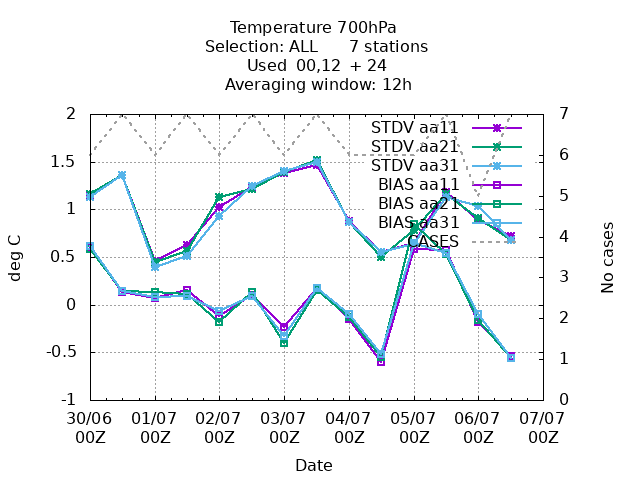 Temperature 700hPa
Selection: ALL 7 stations
Used 00,12 + 24
Averaging window: 12h
deg C
2
1.5
1
0.5
0
-0.5
-1
STDV aa11
STDV aa21
STDV aa31
BIAS aa11
BIAS aa21
BIAS aa31
CASES
7
6
5
4
3
2
1
0
No cases
30/06 01/07 02/07 03/07 04/07 05/07 06/07 07/07
00Z 00Z 00Z 00Z 00Z 00Z 00Z 00Z
Date